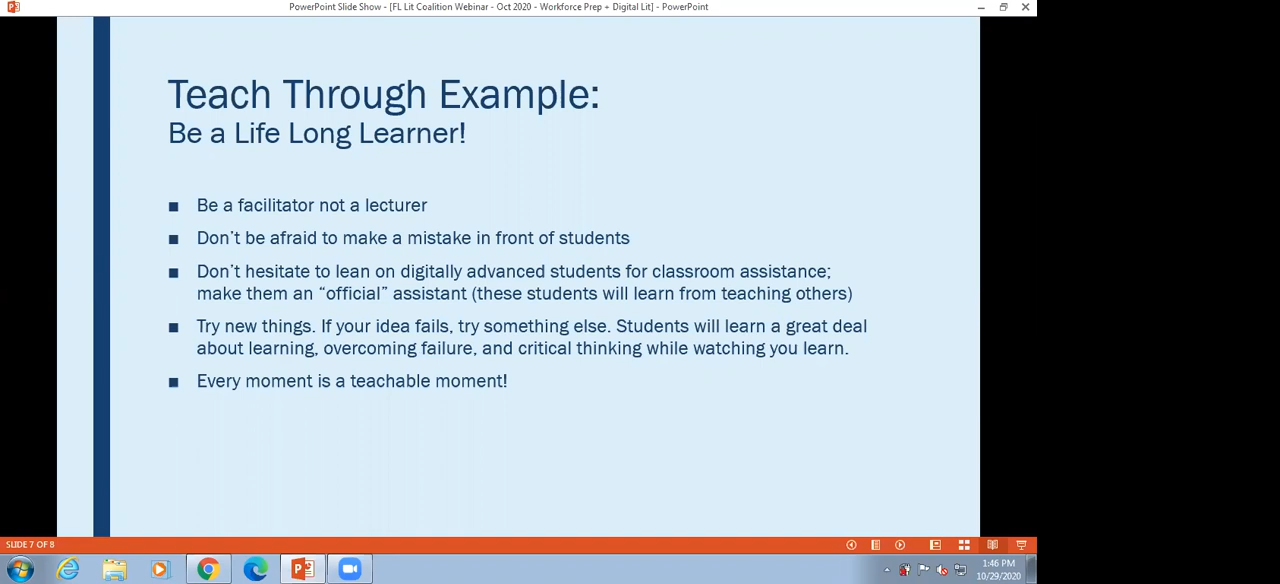 PowerPoint Slide Show - [FL Lit Coalition Webinar - Oct 2020 - Workforce Prep + Digital Lit] - PowerPoint
Teach Through Example:
Be a Life Long Learner!
Be a facilitator not a lecturer
Don’t be afraid to make a mistake in front of students
Don’t hesitate to lean on digitally advanced students for classroom assistance;
make them an “official” assistant (these students will learn from teaching others)
Try new things. If your idea fails, try something else. Students will learn a great deal
about learning, overcoming failure, and critical thinking while watching you learn.
Every moment is a teachable moment!
SLIDE 7 OF 8
1:46 PM
10/29/2020